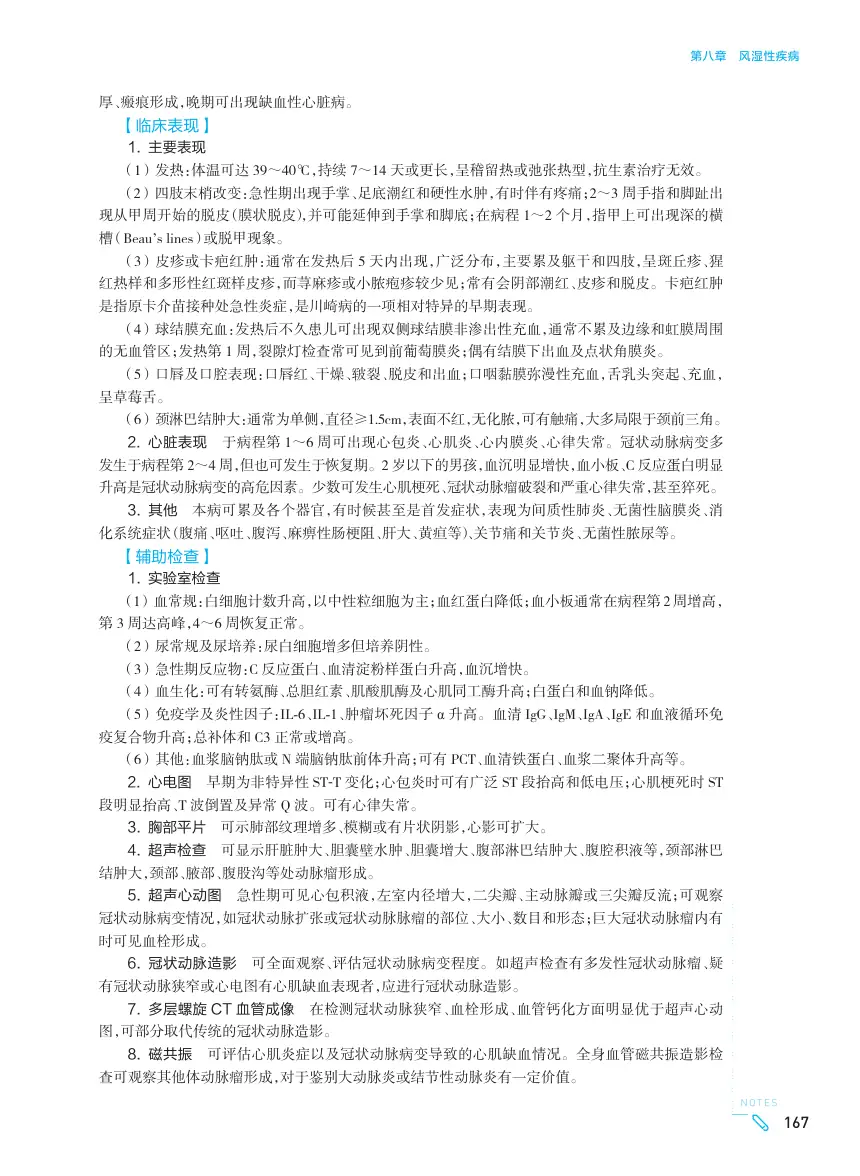 第八章 风湿性疾病
厚、瘢痕形成,晚期可出现缺血性心脏病。
【临床表现】
1. 主要表现
(1)发热:体温可达 39～40℃,持续 7～14 天或更长,呈稽留热或弛张热型,抗生素治疗无效。
(2)四肢末梢改变:急性期出现手掌、足底潮红和硬性水肿,有时伴有疼痛;2～3 周手指和脚趾出
现从甲周开始的脱皮(膜状脱皮),并可能延伸到手掌和脚底;在病程 1～2 个月,指甲上可出现深的横
槽(Beau's lines)或脱甲现象。
(3)皮疹或卡疤红肿:通常在发热后 5 天内出现,广泛分布,主要累及躯干和四肢,呈斑丘疹、猩
红热样和多形性红斑样皮疹,而荨麻疹或小脓疱疹较少见;常有会阴部潮红、皮疹和脱皮。卡疤红肿
是指原卡介苗接种处急性炎症,是川崎病的一项相对特异的早期表现。
(4)球结膜充血:发热后不久患儿可出现双侧球结膜非渗出性充血,通常不累及边缘和虹膜周围
的无血管区;发热第 1 周,裂隙灯检查常可见到前葡萄膜炎;偶有结膜下出血及点状角膜炎。
(5)口唇及口腔表现:口唇红、干燥、皲裂、脱皮和出血;口咽黏膜弥漫性充血,舌乳头突起、充血,
呈草莓舌。
(6)颈淋巴结肿大:通常为单侧,直径≥1.5cm,表面不红,无化脓,可有触痛,大多局限于颈前三角。
2. 心脏表现 于病程第 1～6 周可出现心包炎、心肌炎、心内膜炎、心律失常。冠状动脉病变多
发生于病程第 2～4 周,但也可发生于恢复期。2 岁以下的男孩,血沉明显增快,血小板、C 反应蛋白明显
升高是冠状动脉病变的高危因素。少数可发生心肌梗死、冠状动脉瘤破裂和严重心律失常,甚至猝死。
3. 其他 本病可累及各个器官,有时候甚至是首发症状,表现为间质性肺炎、无菌性脑膜炎、消
化系统症状(腹痛、呕吐、腹泻、麻痹性肠梗阻、肝大、黄疸等)、关节痛和关节炎、无菌性脓尿等。
【辅助检查】
1. 实验室检查
(1)血常规:白细胞计数升高,以中性粒细胞为主;血红蛋白降低;血小板通常在病程第 2 周增高,
第 3 周达高峰,4～6 周恢复正常。
(2)尿常规及尿培养:尿白细胞增多但培养阴性。
(3)急性期反应物:C 反应蛋白、血清淀粉样蛋白升高,血沉增快。
(4)血生化:可有转氨酶、总胆红素、肌酸肌酶及心肌同工酶升高;白蛋白和血钠降低。
(5)免疫学及炎性因子:IL-6、IL-1、肿瘤坏死因子 α 升高。血清 IgG、IgM、IgA、IgE 和血液循环免
疫复合物升高;总补体和 C3 正常或增高。
(6)其他:血浆脑钠肽或 N 端脑钠肽前体升高;可有 PCT、血清铁蛋白、血浆二聚体升高等。
2. 心电图 早期为非特异性 ST-T 变化;心包炎时可有广泛 ST 段抬高和低电压;心肌梗死时 ST
段明显抬高、T 波倒置及异常 Q 波。可有心律失常。
3. 胸部平片 可示肺部纹理增多、模糊或有片状阴影,心影可扩大。
4. 超声检查 可显示肝脏肿大、胆囊壁水肿、胆囊增大、腹部淋巴结肿大、腹腔积液等,颈部淋巴
结肿大,颈部、腋部、腹股沟等处动脉瘤形成。
5. 超声心动图 急性期可见心包积液,左室内径增大,二尖瓣、主动脉瓣或三尖瓣反流;可观察
冠状动脉病变情况,如冠状动脉扩张或冠状动脉脉瘤的部位、大小、数目和形态;巨大冠状动脉瘤内有
时可见血栓形成。
6. 冠状动脉造影 可全面观察、评估冠状动脉病变程度。如超声检查有多发性冠状动脉瘤、疑
有冠状动脉狭窄或心电图有心肌缺血表现者,应进行冠状动脉造影。
7. 多层螺旋 CT 血管成像 在检测冠状动脉狭窄、血栓形成、血管钙化方面明显优于超声心动
图,可部分取代传统的冠状动脉造影。
8. 磁共振 可评估心肌炎症以及冠状动脉病变导致的心肌缺血情况。全身血管磁共振造影检
查可观察其他体动脉瘤形成,对于鉴别大动脉炎或结节性动脉炎有一定价值。
NOTES
167